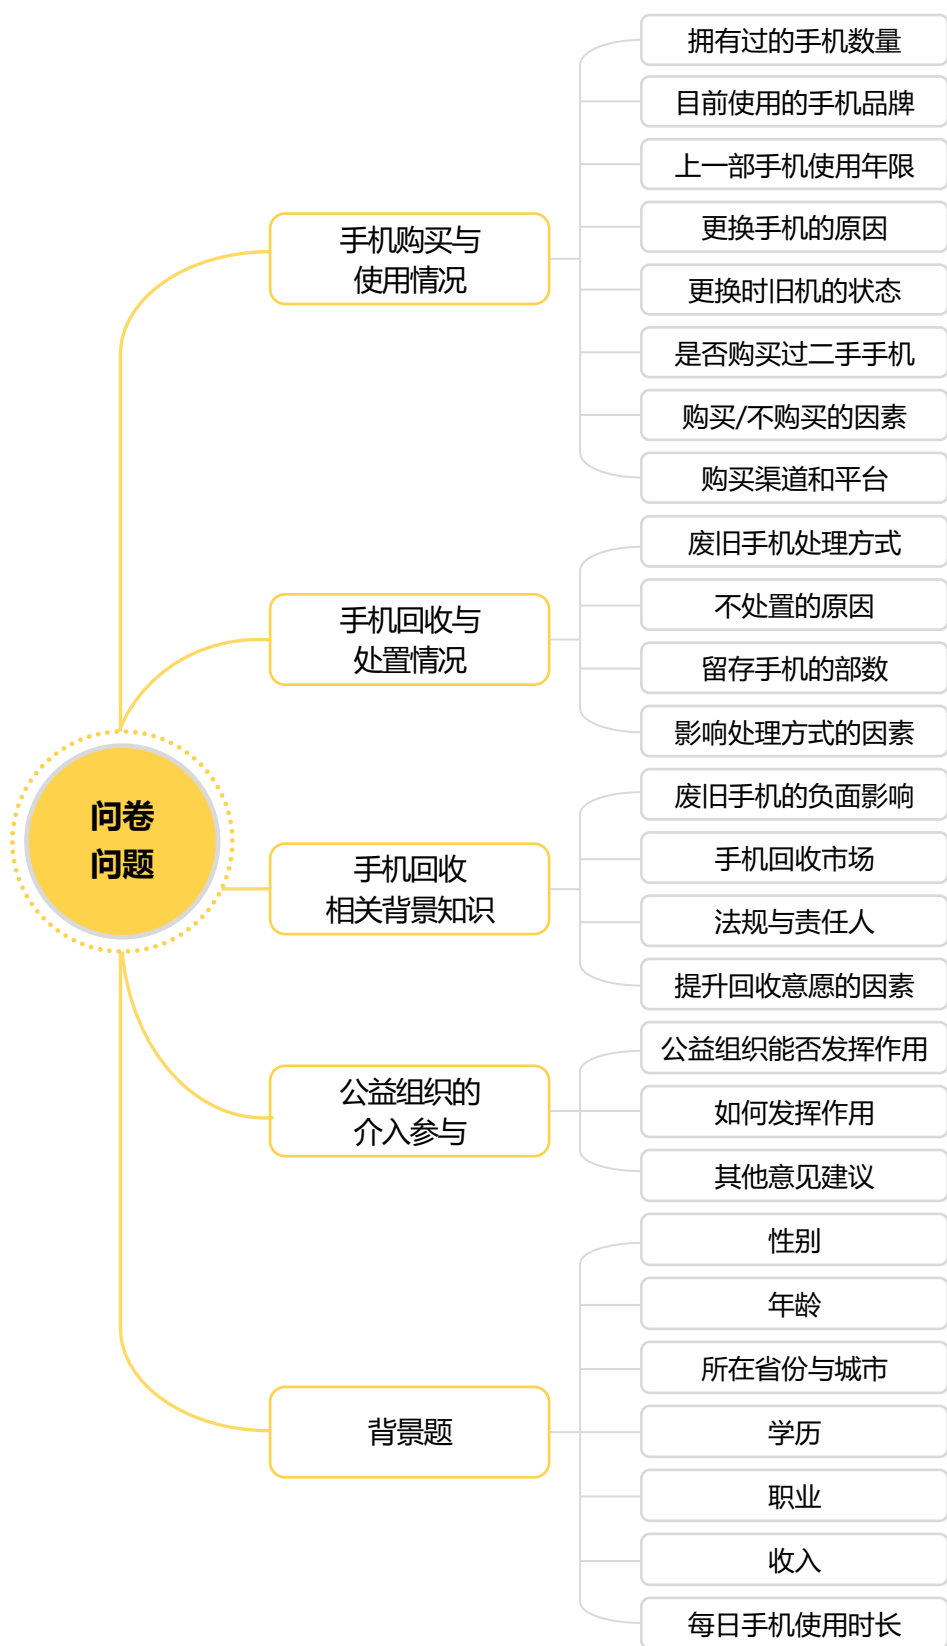 问卷
问题
手机购买与
使用情况
拥有过的手机数量
目前使用的手机品牌
上一部手机使用年限
更换手机的原因
更换时旧机的状态
是否购买过二手手机
购买/不购买的因素
购买渠道和平台
手机回收与
处置情况
废旧手机处理方式
不处置的原因
留存手机的部数
影响处理方式的因素
手机回收
相关背景知识
废旧手机的负面影响
手机回收市场
法规与责任人
提升回收意愿的因素
公益组织的
介入参与
公益组织能否发挥作用
如何发挥作用
其他意见建议
背景题
性别
年龄
所在省份与城市
学历
职业
收入
每日手机使用时长